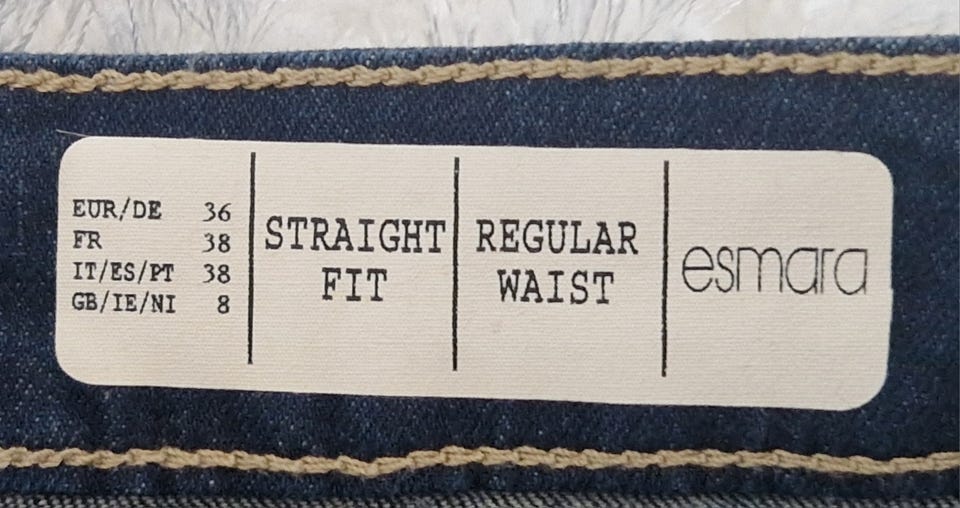 EUR/DE 36
FR 38
IT/ES/PT 38
GB/IE/NI 8
STRAIGHT
FIT
REGULAR
WAIST
esmara